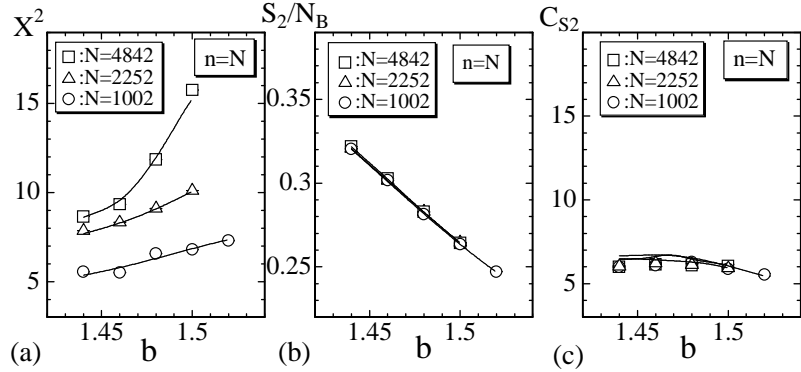 X²
:N=4842
:N=2252
:N=1002
n=N
15
10
5
1.45
1.5
(a)
b
S₂/N_B
:N=4842
:N=2252
:N=1002
n=N
0.35
0.3
0.25
1.45
1.5
(b)
b
C_S2
:N=4842
:N=2252
:N=1002
n=N
15
10
5
1.45
1.5
(c)
b